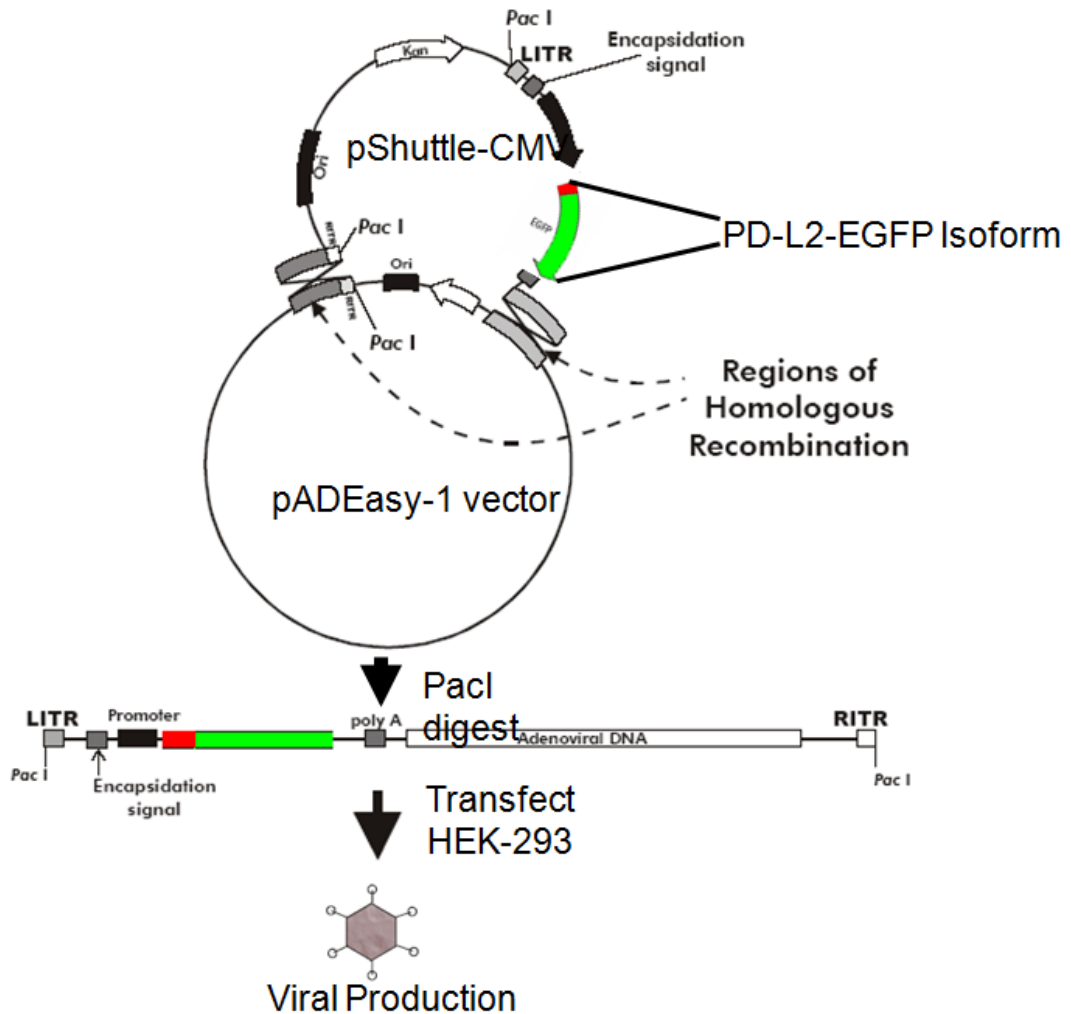 Pac I
LITR
Encapsidation
signal
Kan
pShuttle-CMV
Ori
EGFP
PD-L2-EGFP Isoform
RITR
Pac I
Ori
RITR
Pac I
Regions of
Homologous
Recombination
pADEasy-1 vector
PacI
digest
LITR
Promoter
poly A
RITR
Adenoviral DNA
Pac I
Encapsidation
signal
Pac I
Transfect
HEK-293
Viral Production